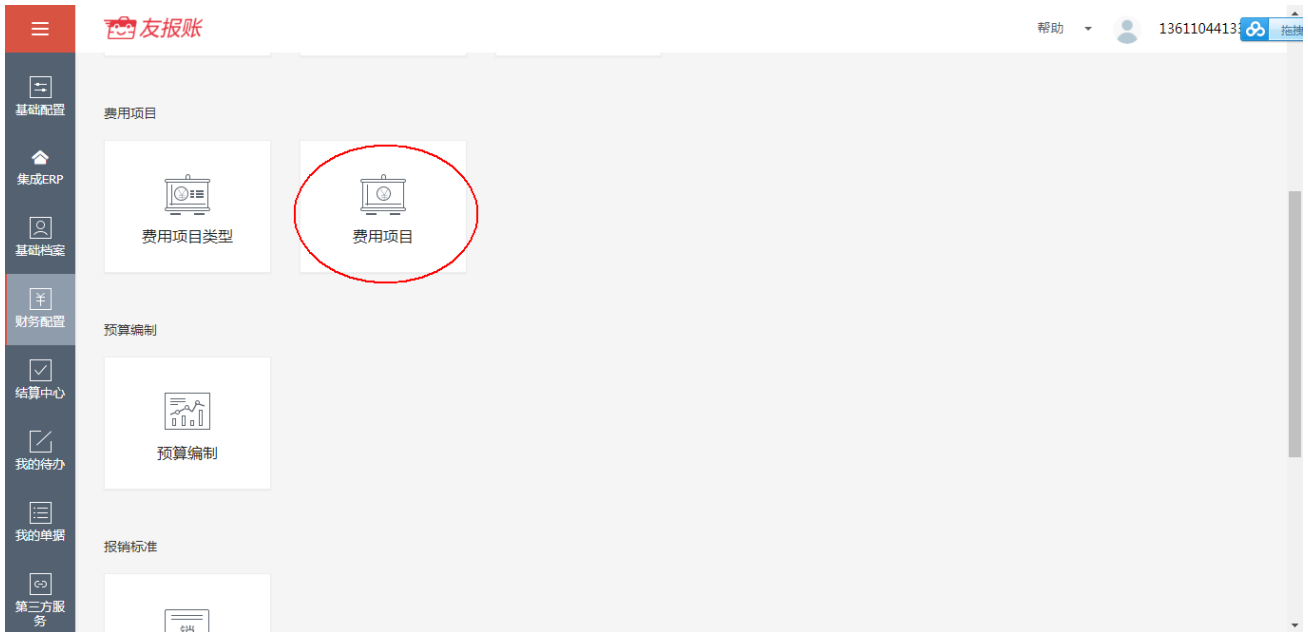 友报账
帮助
1361104413
拖拽
基础配置
集成ERP
基础档案
财务配置
结算中心
我的待办
我的单据
第三方服
务
费用项目
费用项目类型
费用项目
预算编制
预算编制
报销标准